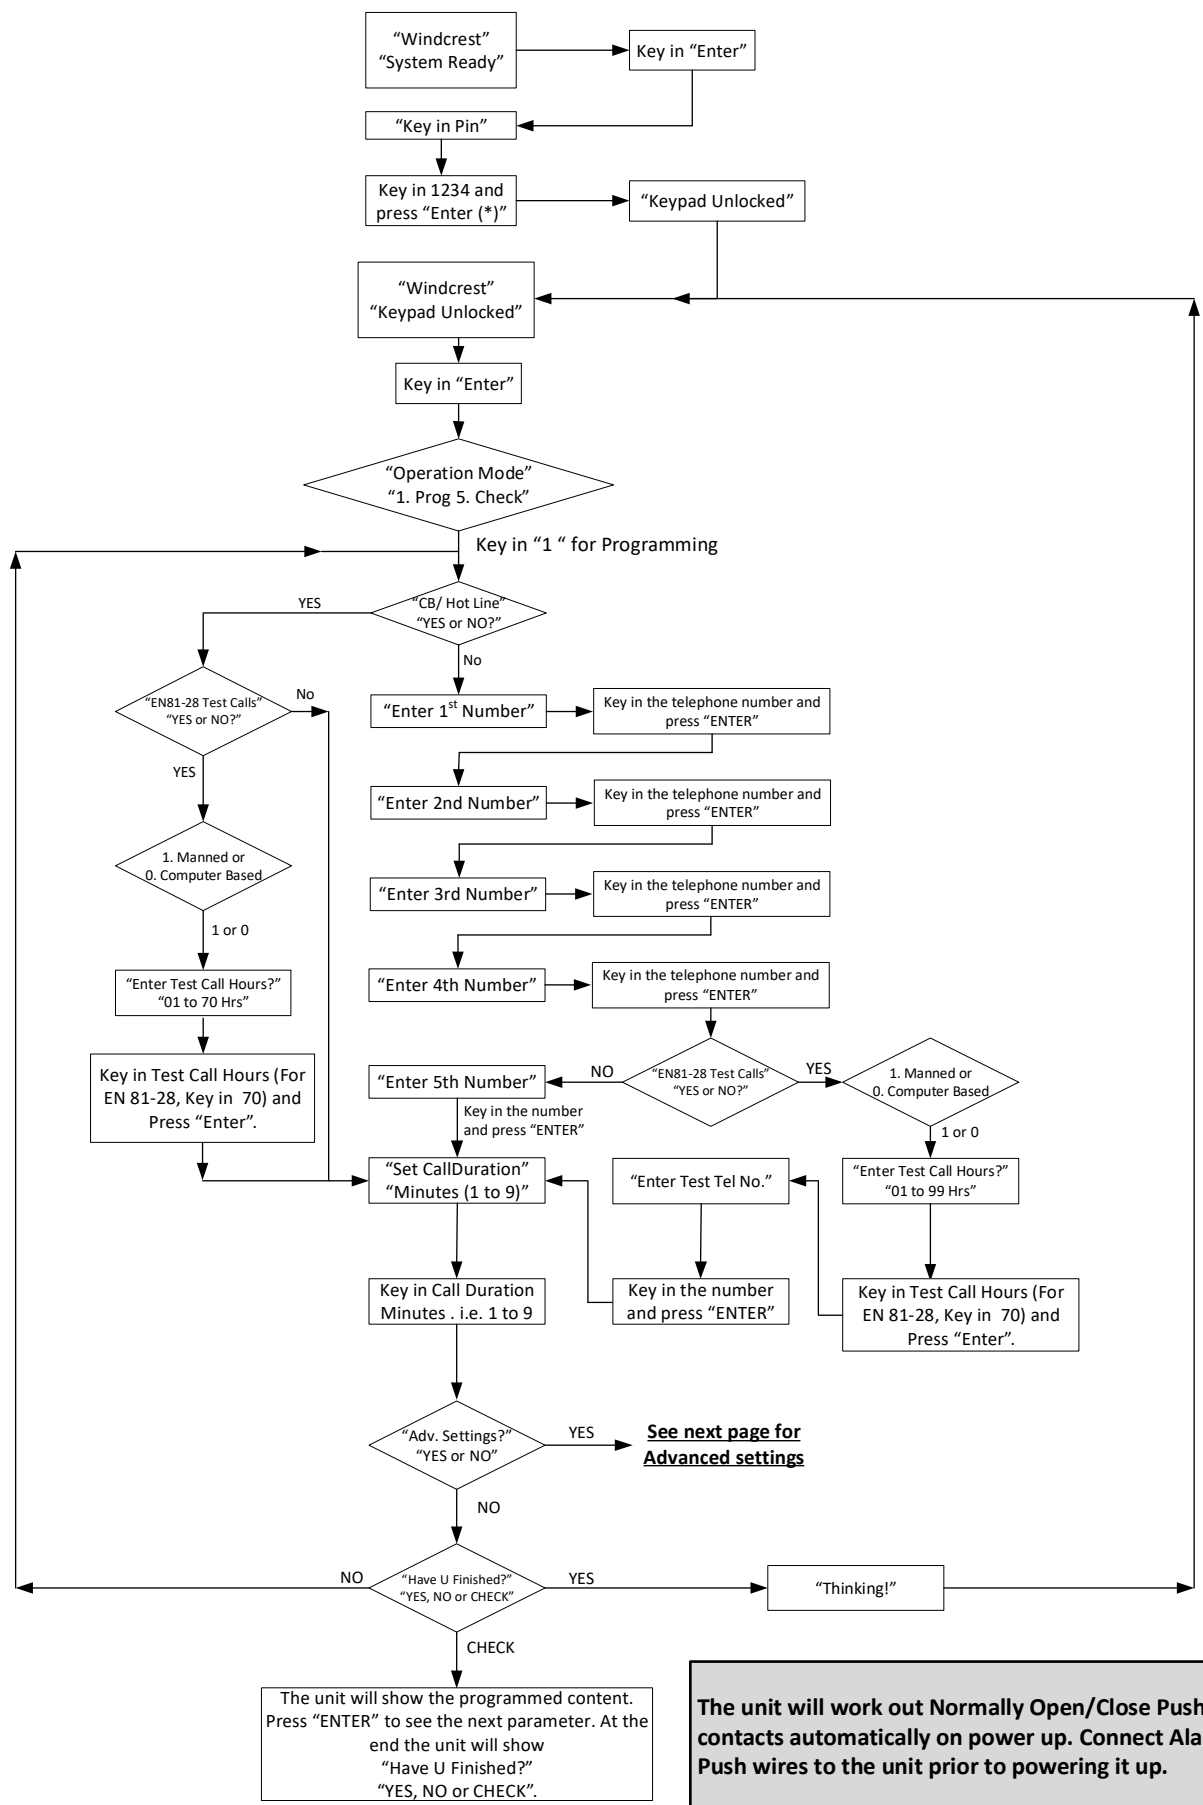 “Windcrest”
“System Ready”
Key in “Enter”
“Key in Pin”
Key in 1234 and
press “Enter (*)”
“Keypad Unlocked”
“Windcrest”
“Keypad Unlocked”
Key in “Enter”
“Operation Mode”
“1. Prog 5. Check”
Key in “1 “ for Programming
“CB/ Hot Line”
“YES or NO?”
YES
No
“EN81-28 Test Calls”
“YES or NO?”
No
YES
1. Manned or
0. Computer Based
1 or 0
“Enter Test Call Hours?”
“01 to 70 Hrs”
Key in Test Call Hours (For
EN 81-28, Key in 70) and
Press “Enter”.
“Enter 1st Number”
Key in the telephone number and
press “ENTER”
“Enter 2nd Number”
Key in the telephone number and
press “ENTER”
“Enter 3rd Number”
Key in the telephone number and
press “ENTER”
“Enter 4th Number”
Key in the telephone number and
press “ENTER”
“EN81-28 Test Calls”
“YES or NO?”
NO
YES
“Enter 5th Number”
Key in the number
and press “ENTER”
1. Manned or
0. Computer Based
1 or 0
“Enter Test Call Hours?”
“01 to 99 Hrs”
Key in Test Call Hours (For
EN 81-28, Key in 70) and
Press “Enter”.
“Enter Test Tel No.”
Key in the number
and press “ENTER”
“Set CallDuration”
“Minutes (1 to 9)”
Key in Call Duration
Minutes . i.e. 1 to 9
“Adv. Settings?”
“YES or NO”
YES
See next page for
Advanced settings
NO
“Have U Finished?”
“YES, NO or CHECK”
NO
YES
“Thinking!”
CHECK
The unit will show the programmed content.
Press “ENTER” to see the next parameter. At the
end the unit will show
“Have U Finished?”
“YES, NO or CHECK”.
The unit will work out Normally Open/Close Push
contacts automatically on power up. Connect Ala
Push wires to the unit prior to powering it up.